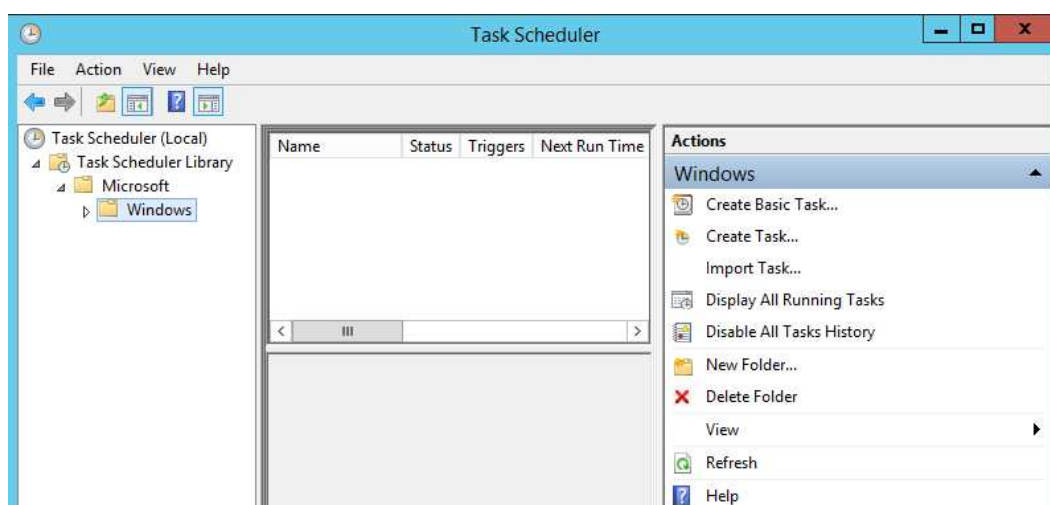 Task Scheduler
File Action View Help
Task Scheduler (Local)
Task Scheduler Library
Microsoft
Windows
Name Status Triggers Next Run Time
Actions
Windows
Create Basic Task...
Create Task...
Import Task...
Display All Running Tasks
Disable All Tasks History
New Folder...
Delete Folder
View
Refresh
Help